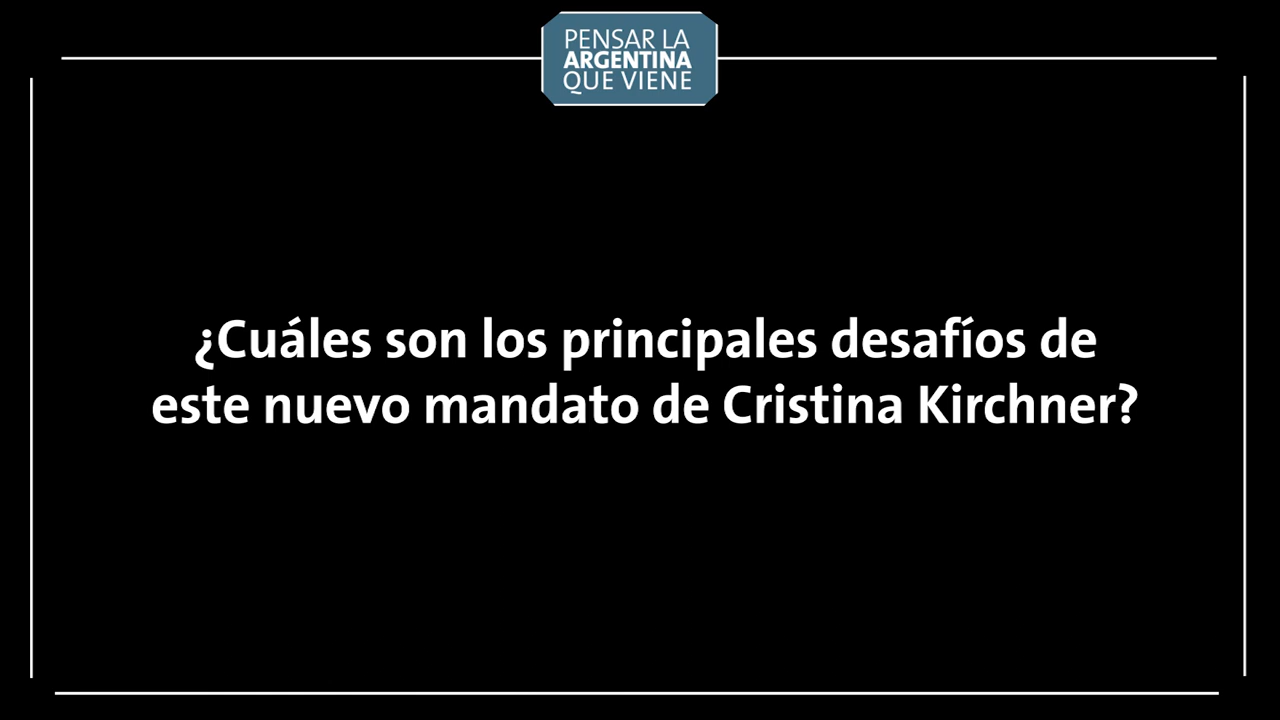 PENSAR LA
ARGENTINA
QUE VIENE
¿Cuáles son los principales desafíos de
este nuevo mandato de Cristina Kirchner?